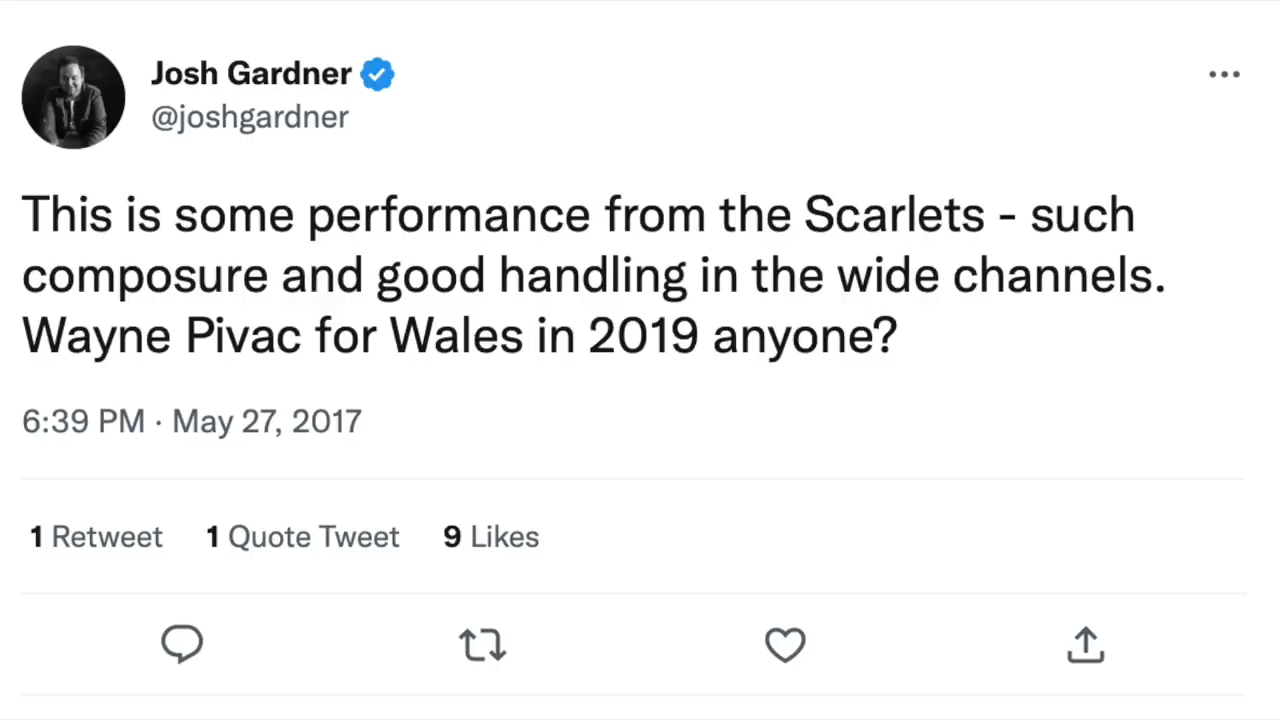 Josh Gardner
@joshgardner
This is some performance from the Scarlets - such
composure and good handling in the wide channels.
Wayne Pivac for Wales in 2019 anyone?
6:39 PM · May 27, 2017
1 Retweet 1 Quote Tweet 9 Likes